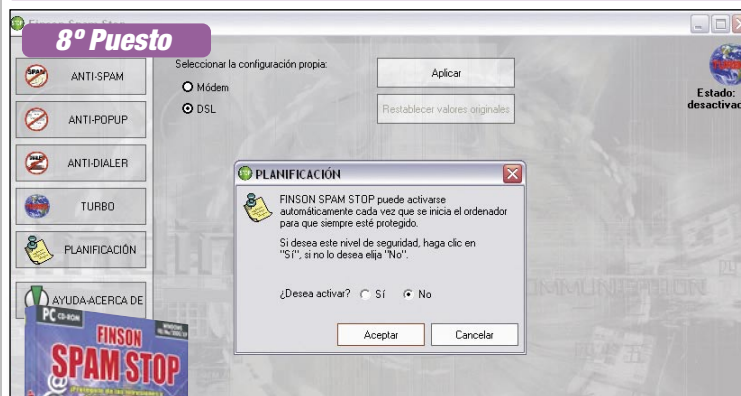 8º Puesto
Finson Spam Stop
SPAM
ANTI-SPAM
ANTI-POPUP
ANTI-DIALER
TURBO
PLANIFICACIÓN
AYUDA-ACERCA DE
Seleccionar la configuración propia:
Módem
DSL
Aplicar
Restablecer valores originales
Estado:
desactivad
PLANIFICACIÓN
FINSON SPAM STOP puede activarse
automáticamente cada vez que se inicia el ordenador
para que siempre esté protegido.
Si desea este nivel de seguridad, haga clic en
"Sí", si no lo desea elija "No".
¿Desea activar? Sí No
Aceptar Cancelar
PC CD-ROM
FINSON
SPAM STOP